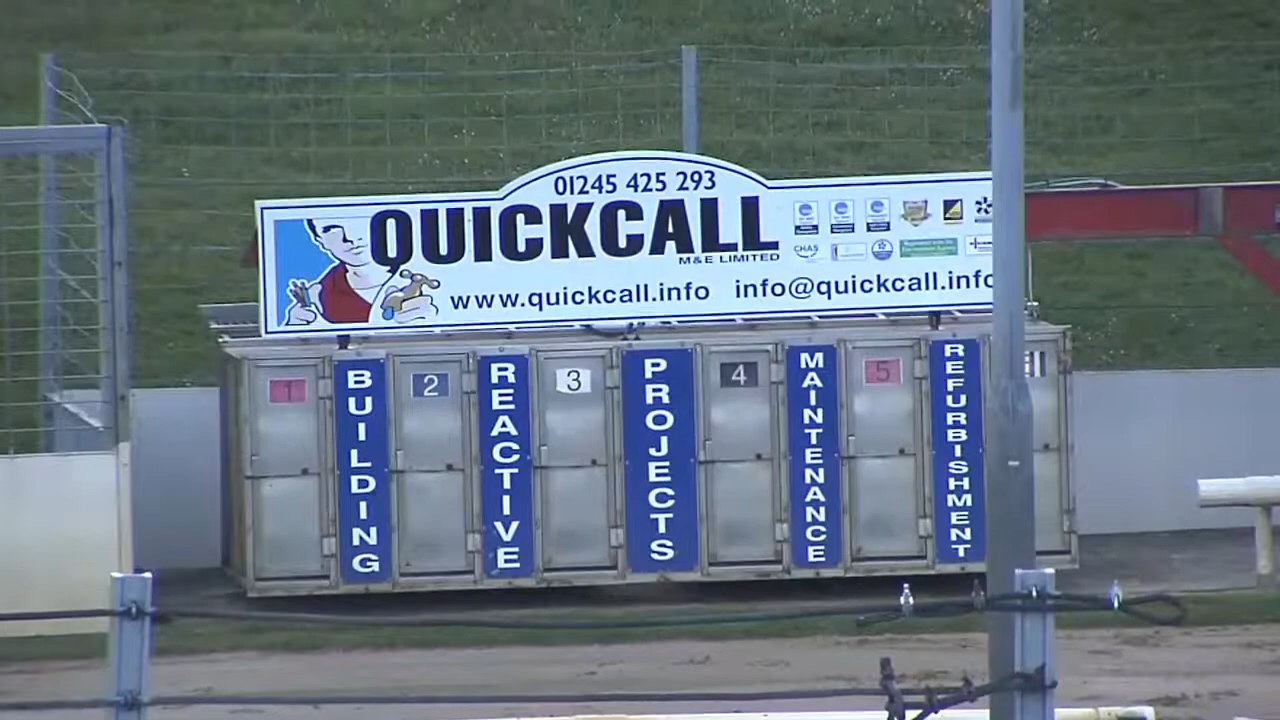 01245 425 293
QUICKCALL
M&E LIMITED
CHAS
www.quickcall.info info@quickcall.info
1
BUILDING
2
REACTIVE
3
PROJECTS
4
MAINTENANCE
5
REFURBISHMENT